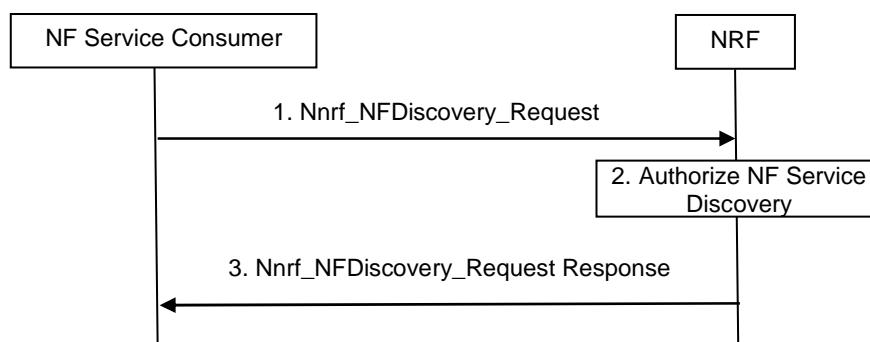 NF Service Consumer
NRF
1. Nnrf_NFDiscovery_Request
2. Authorize NF Service
Discovery
3. Nnrf_NFDiscovery_Request Response